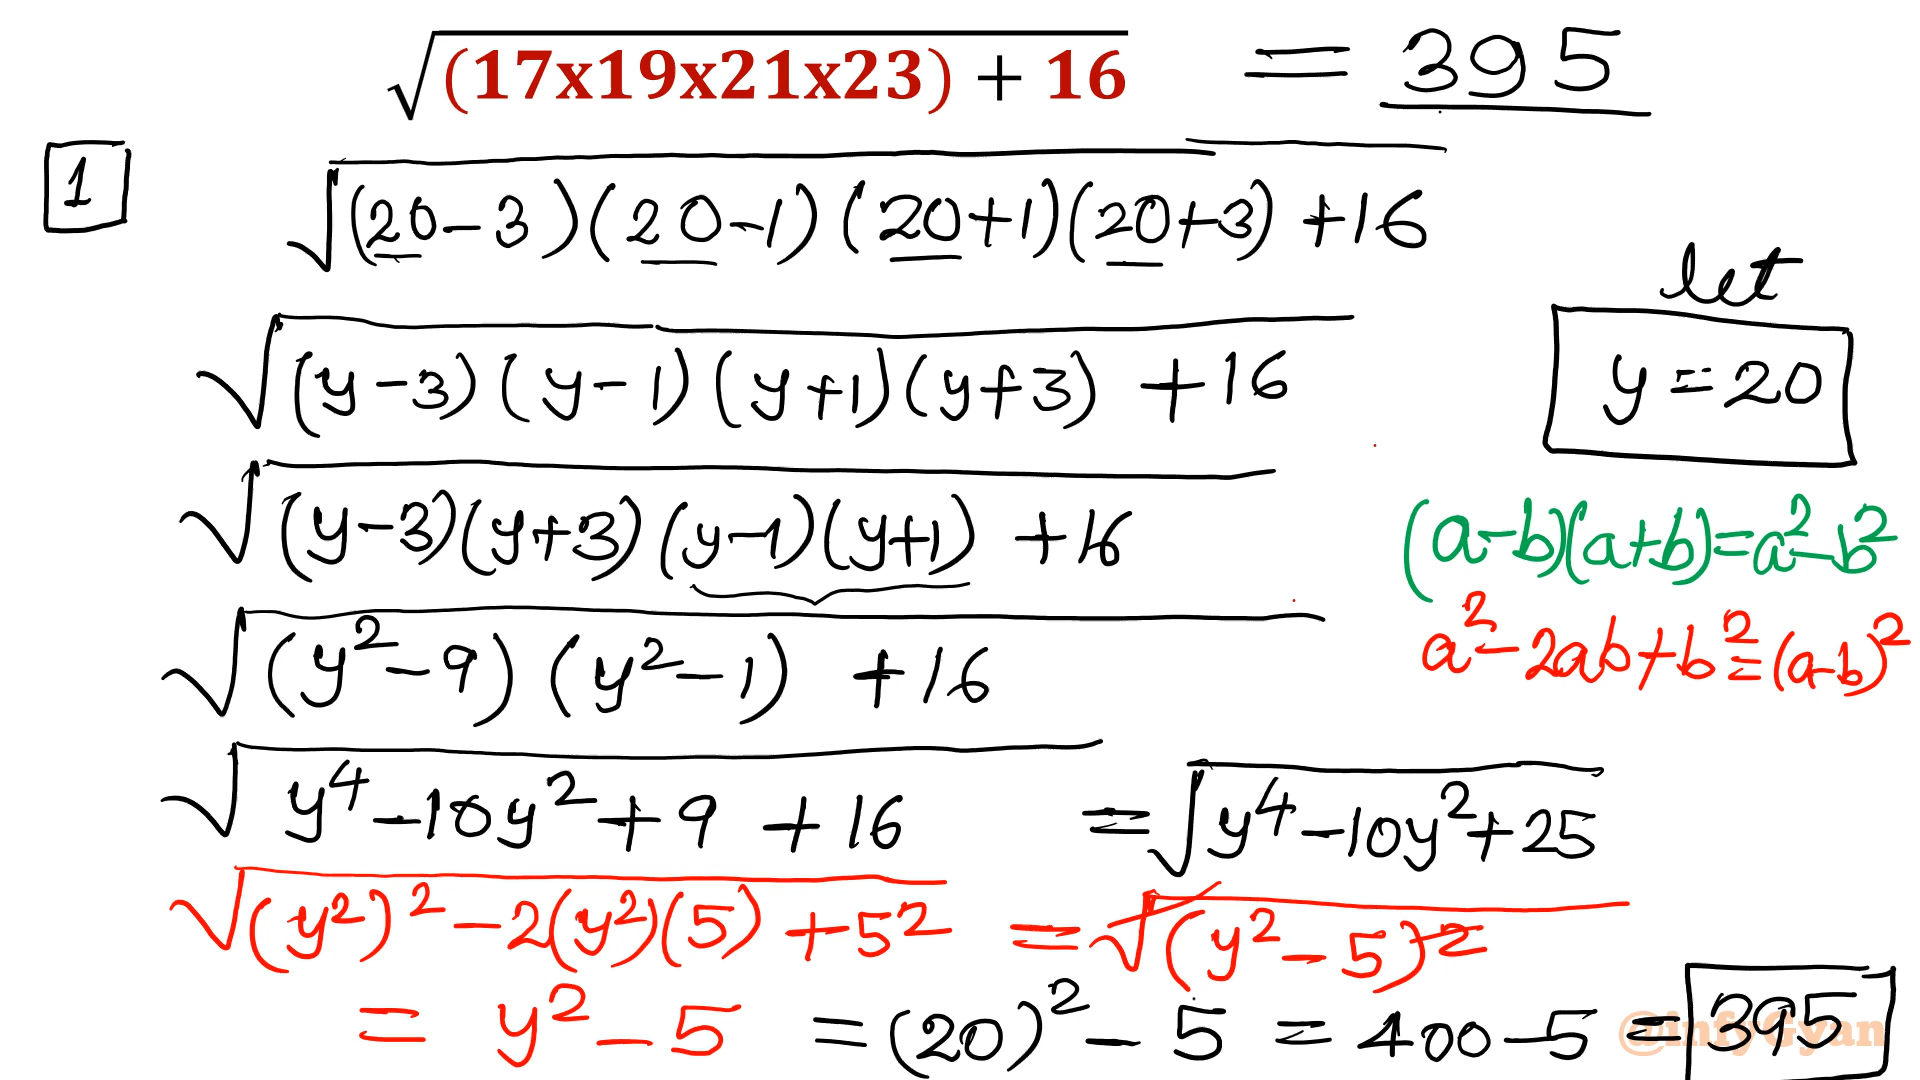 √(17x19x21x23) + 16 = 395
1
√(20-3)(20-1)(20+1)(20+3) +16
let
√(y-3)(y-1)(y+1)(y+3) +16
y = 20
√(y-3)(y+3)(y-1)(y+1) +16
(a-b)(a+b)=a²-b²
√(y²-9)(y²-1) +16
a²-2ab+b²=(a-b)²
√y⁴-10y²+9 +16 = √y⁴-10y²+25
√(y²)²-2(y²)(5)+5² = √(y²-5)²
= y²-5 = (20)²-5 = 400-5 = 395
@infyGyan